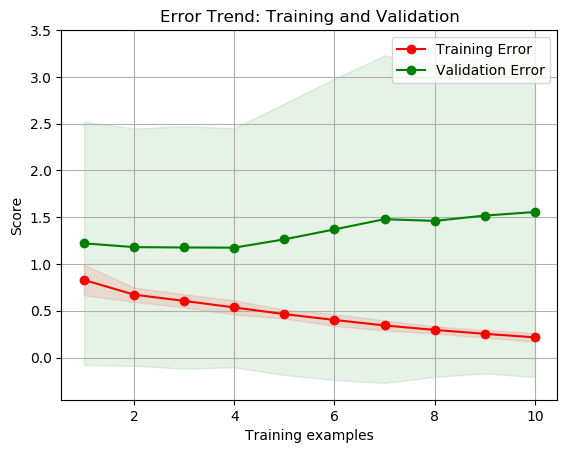 Error Trend: Training and Validation
Training Error
Validation Error
Score
3.5
3.0
2.5
2.0
1.5
1.0
0.5
0.0
2 4 6 8 10
Training examples